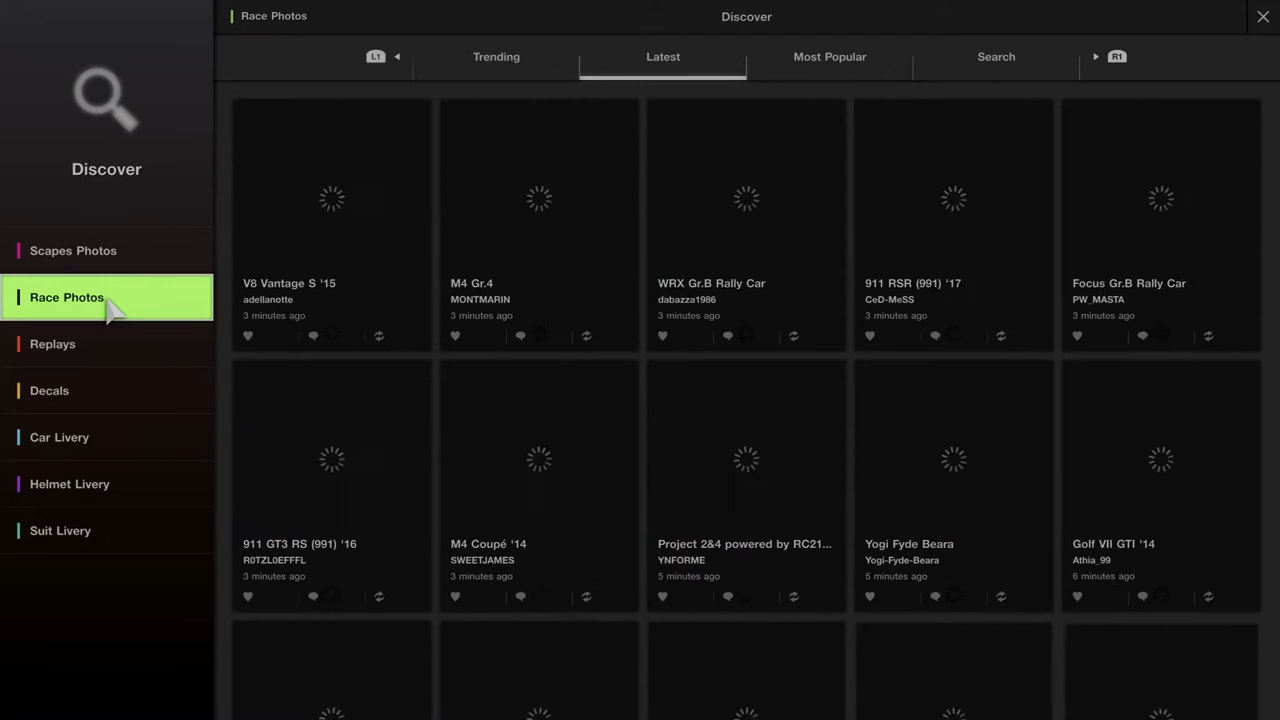 Race Photos
Discover
L1
Trending
Latest
Most Popular
Search
R1
Discover
Scapes Photos
Race Photos
Replays
Decals
Car Livery
Helmet Livery
Suit Livery
V8 Vantage S '15
adellanotte
3 minutes ago
M4 Gr.4
MONTMARIN
3 minutes ago
WRX Gr.B Rally Car
dabazza1986
3 minutes ago
911 RSR (991) '17
CeD-MeSS
3 minutes ago
Focus Gr.B Rally Car
PW_MASTA
3 minutes ago
911 GT3 RS (991) '16
R0TZL0EFFFL
3 minutes ago
M4 Coupé '14
SWEETJAMES
3 minutes ago
Project 2&4 powered by RC21...
YNFORME
5 minutes ago
Yogi Fyde Beara
Yogi-Fyde-Beara
5 minutes ago
Golf VII GTI '14
Athia_99
6 minutes ago